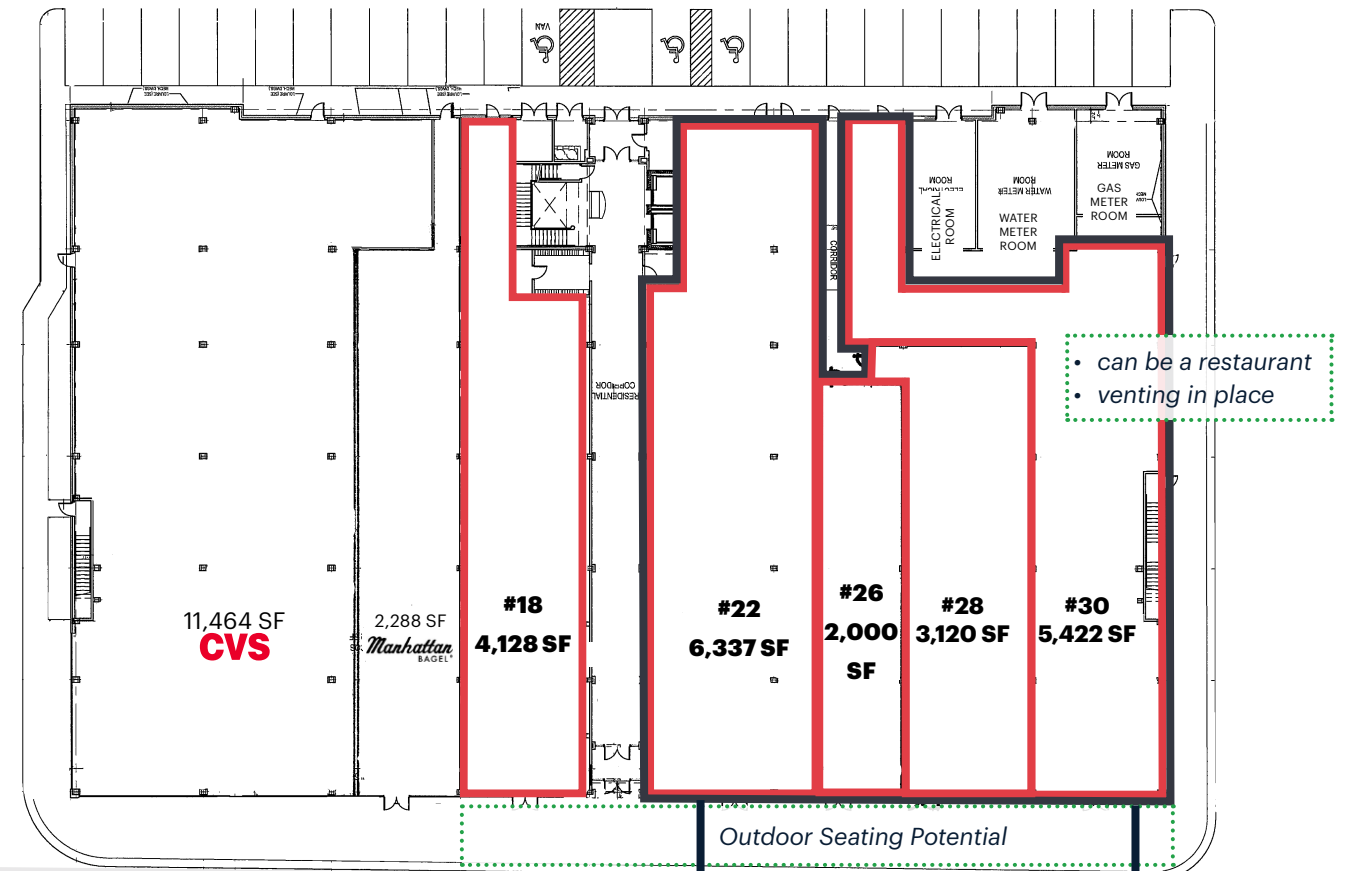 VAN
CORRIDOR
ELECTRICAL
ROOM
ROOM
WATER METER
ROOM
WATER
METER
ROOM
GAS METER
ROOM
GAS
METER
ROOM
• can be a restaurant
• venting in place
RESIDENTIAL
CORRIDOR
11,464 SF
CVS
2,288 SF
Manhattan
BAGEL
#18
4,128 SF
#22
6,337 SF
#26
2,000
SF
#28
3,120 SF
#30
5,422 SF
Outdoor Seating Potential